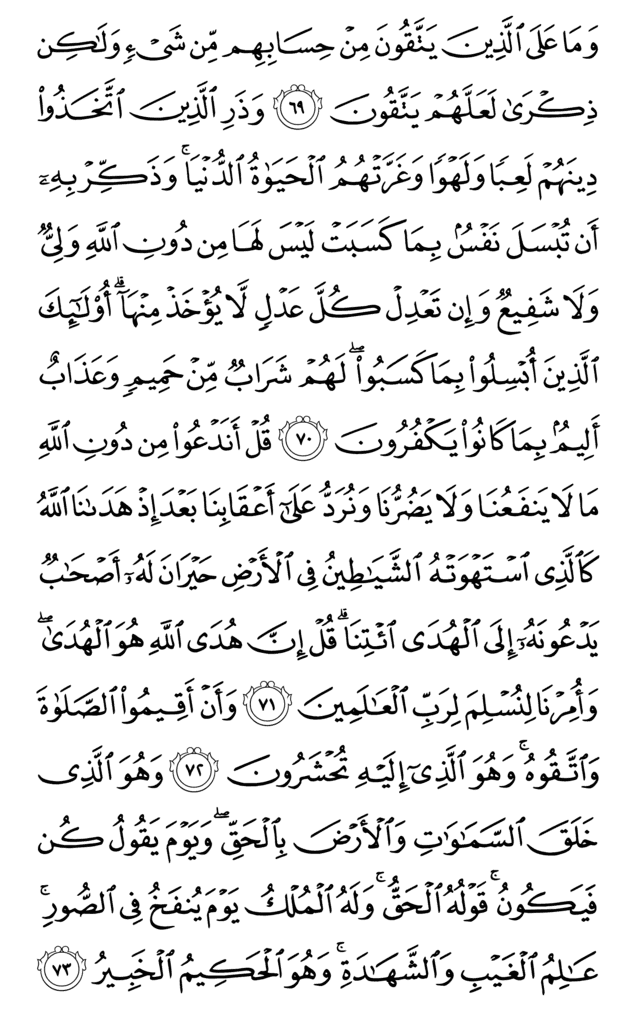 وَمَا عَلَى ٱلَّذِينَ يَتَّقُونَ مِنْ حِسَابِهِم مِّن شَىْءٍ وَلَٰكِن
ذِكْرَىٰ لَعَلَّهُمْ يَتَّقُونَ ٦٩ وَذَرِ ٱلَّذِينَ ٱتَّخَذُوا۟
دِينَهُمْ لَعِبًا وَلَهْوًا وَغَرَّتْهُمُ ٱلْحَيَوٰةُ ٱلدُّنْيَا ۚ وَذَكِّرْ بِهِۦٓ
أَن تُبْسَلَ نَفْسٌۢ بِمَا كَسَبَتْ لَيْسَ لَهَا مِن دُونِ ٱللَّهِ وَلِىٌّ
وَلَا شَفِيعٌ وَإِن تَعْدِلْ كُلَّ عَدْلٍ لَّا يُؤْخَذْ مِنْهَآ ۗ أُو۟لَٰٓئِكَ
ٱلَّذِينَ أُبْسِلُوا۟ بِمَا كَسَبُوا۟ ۖ لَهُمْ شَرَابٌ مِّنْ حَمِيمٍ وَعَذَابٌ
أَلِيمٌۢ بِمَا كَانُوا۟ يَكْفُرُونَ ٧٠ قُلْ أَنَدْعُوا۟ مِن دُونِ ٱللَّهِ
مَا لَا يَنفَعُنَا وَلَا يَضُرُّنَا وَنُرَدُّ عَلَىٰٓ أَعْقَابِنَا بَعْدَ إِذْ هَدَىٰنَا ٱللَّهُ
كَٱلَّذِى ٱسْتَهْوَتْهُ ٱلشَّيَٰطِينُ فِى ٱلْأَرْضِ حَيْرَانَ لَهُۥٓ أَصْحَٰبٌ
يَدْعُونَهُۥٓ إِلَى ٱلْهُدَى ٱئْتِنَا ۗ قُلْ إِنَّ هُدَى ٱللَّهِ هُوَ ٱلْهُدَىٰ ۖ
وَأُمِرْنَا لِنُسْلِمَ لِرَبِّ ٱلْعَٰلَمِينَ ٧١ وَأَنْ أَقِيمُوا۟ ٱلصَّلَوٰةَ
وَٱتَّقُوهُ ۚ وَهُوَ ٱلَّذِىٓ إِلَيْهِ تُحْشَرُونَ ٧٢ وَهُوَ ٱلَّذِى
خَلَقَ ٱلسَّمَٰوَٰتِ وَٱلْأَرْضَ بِٱلْحَقِّ ۖ وَيَوْمَ يَقُولُ كُن
فَيَكُونُ ۚ قَوْلُهُ ٱلْحَقُّ ۚ وَلَهُ ٱلْمُلْكُ يَوْمَ يُنفَخُ فِى ٱلصُّورِ ۚ
عَٰلِمُ ٱلْغَيْبِ وَٱلشَّهَٰدَةِ ۚ وَهُوَ ٱلْحَكِيمُ ٱلْخَبِيرُ ٧٣